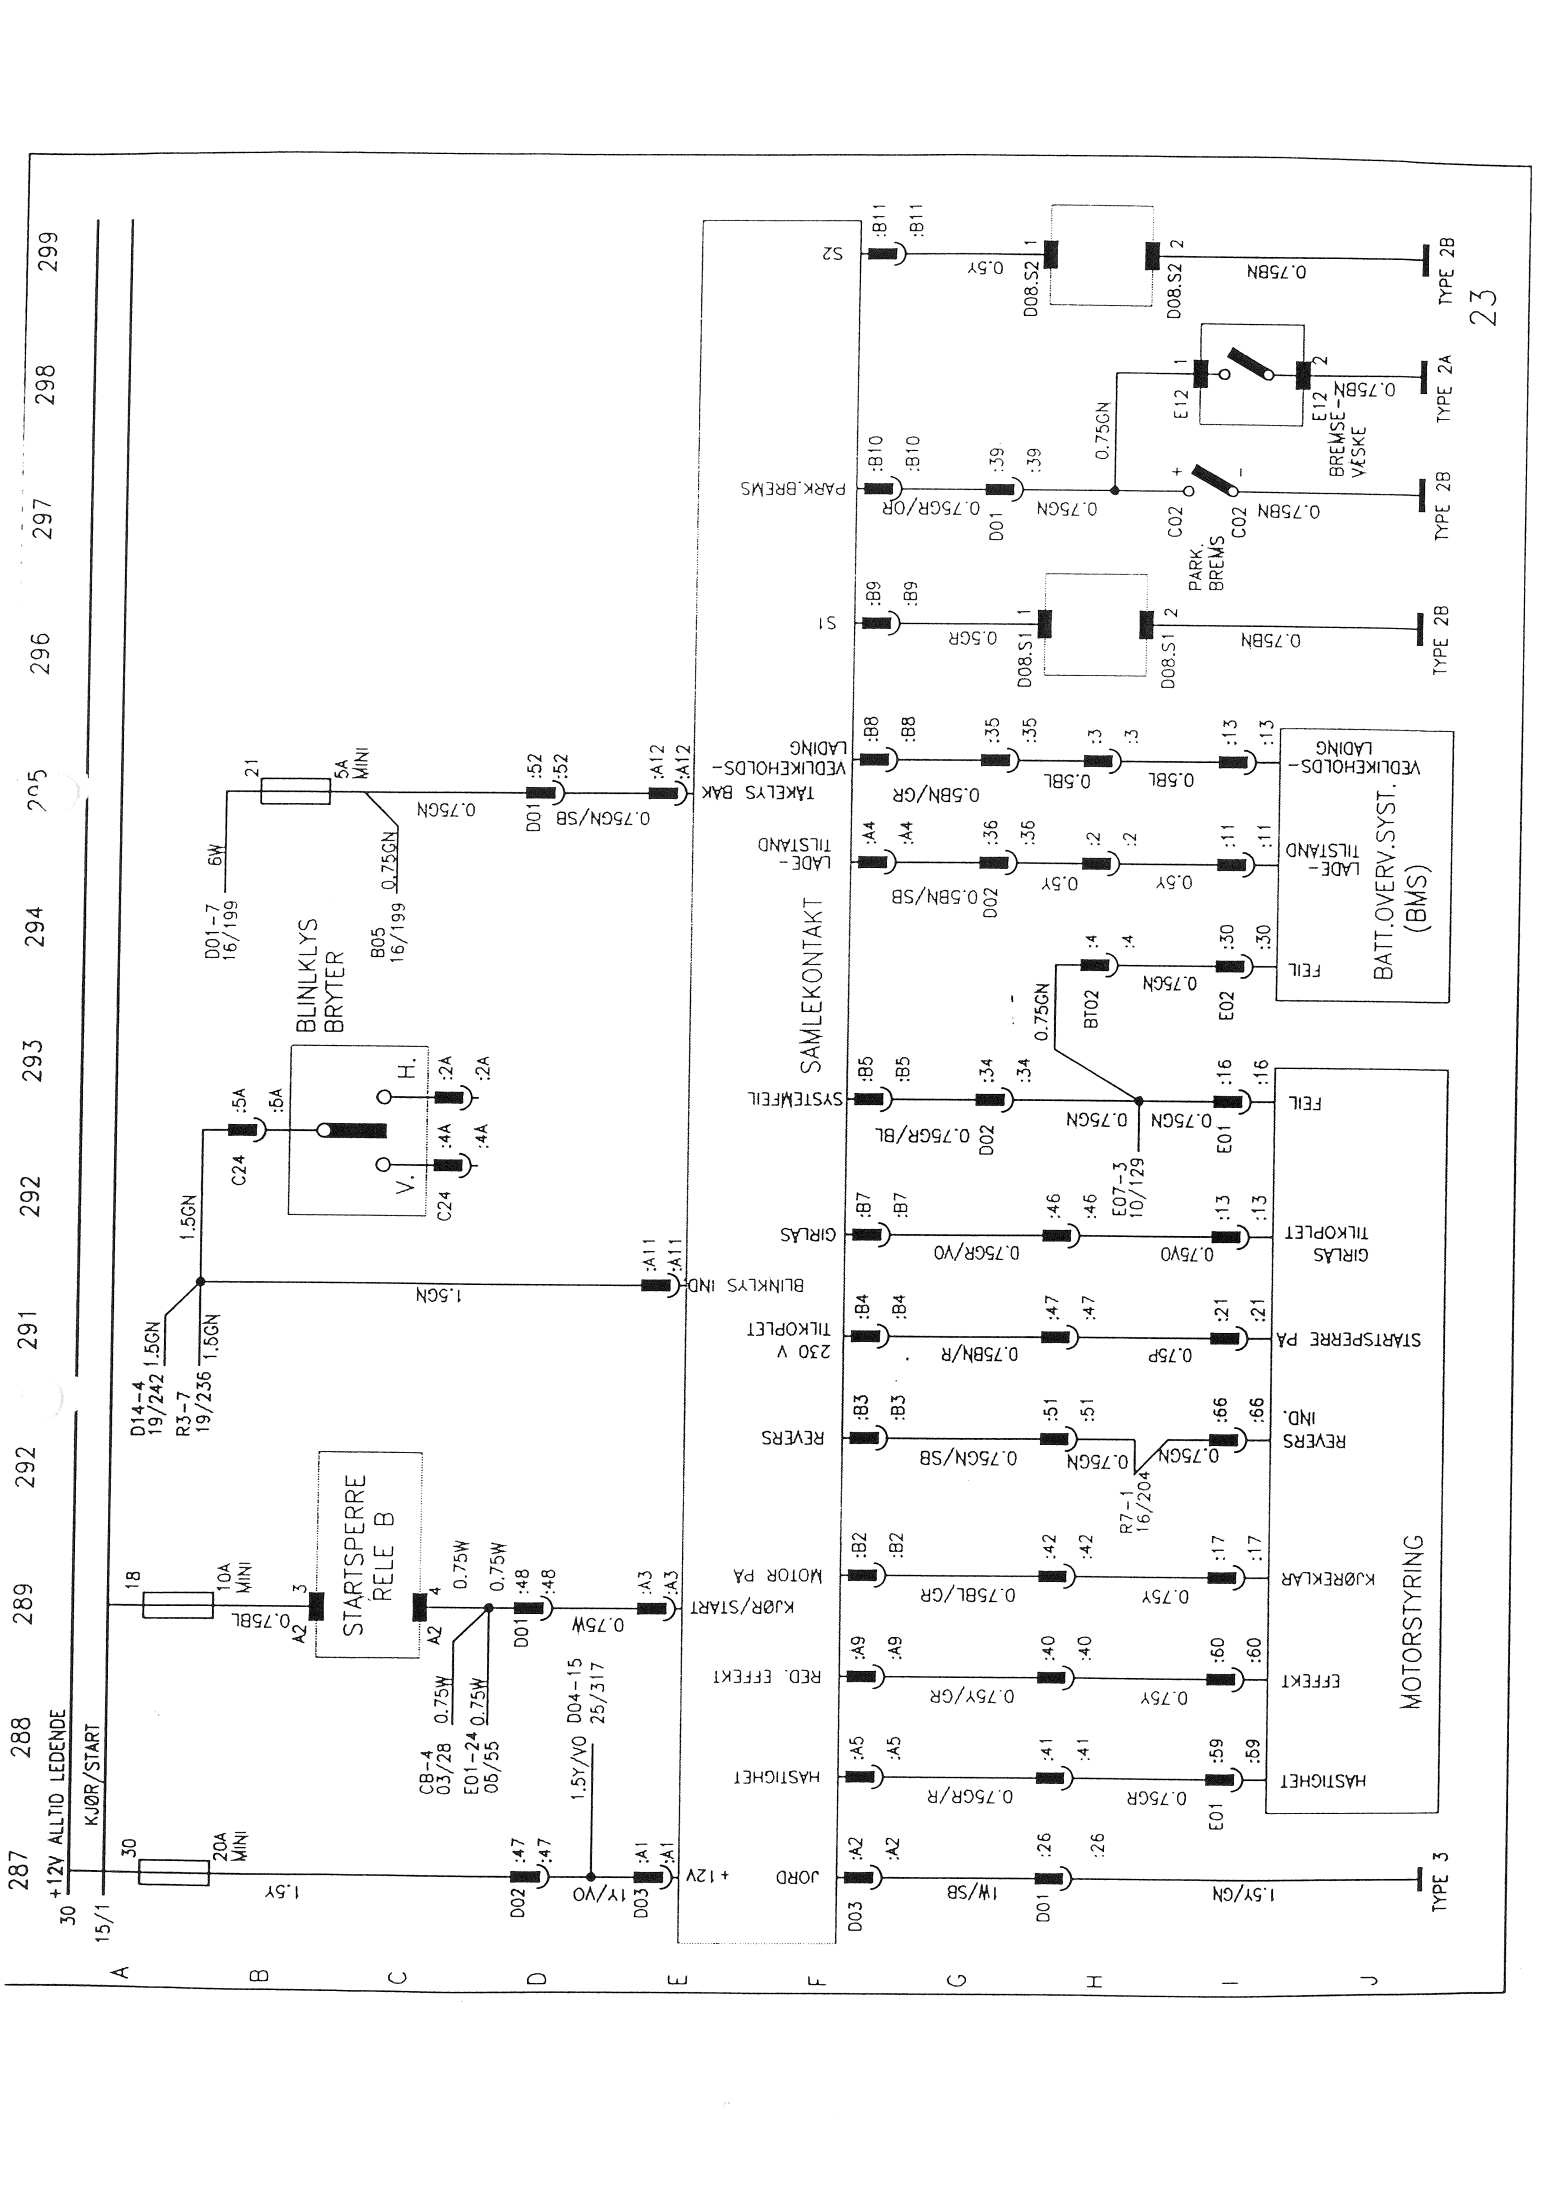 287
288
289
292
291
292
293
294
295
296
297
298
299
30
+12V ALLTID LEDENDE
15/1
KJØR/START
A
B
C
D
E
F
G
H
I
J
30
20A
MINI
1.5Y
D02
:47
:47
1Y/VO
1.5Y/VO
D04-15
25/317
D03
:A1
:A1
+12V
18
10A
MINI
0.75BL
A2
3
STARTSPERRE
RELE B
A2
4
0.75W
0.75W
CB-4
03/28
0.75W
E01-24
05/55
0.75W
D01
:48
:48
0.75W
:A3
:A3
KJØR/START
D14-4
19/242
1.5GN
R3-7
19/236
1.5GN
1.5GN
1.5GN
:A11
:A11
BLINKLYS IND
C24
:5A
:5A
BLINLKLYS
BRYTER
V.
H.
C24
:4A
:4A
:2A
:2A
D01-7
16/199
6W
21
5A
MINI
B05
16/199
0.75GN
0.75GN
D01
:52
:52
0.75GN/SB
:A12
:A12
TÅKELYS BAK
SAMLEKONTAKT
JORD
HASTIGHET
RED. EFFEKT
MOTOR PÅ
REVERS
230 V
TILKOPLET
GIRLÅS
SYSTEMFEIL
LADE-
TILSTAND
VEDLIKEHOLDS-
LADING
S1
PARK.BREMS
S2
D03
:A2
:A2
1W/SB
D01
:26
:26
1.5Y/GN
TYPE 3
:A5
:A5
0.75GR/R
:41
:41
0.75GR
E01
:59
:59
HASTIGHET
:A9
:A9
0.75Y/GR
:40
:40
0.75Y
:60
:60
EFFEKT
:B2
:B2
0.75BL/GR
:42
:42
0.75Y
:17
:17
KJØREKLAR
:B3
:B3
0.75GN/SB
:51
:51
0.75GN
R7-1
16/204
0.75GN
:66
:66
REVERS
IND.
:B4
:B4
0.75BN/R
:47
:47
0.75P
:21
:21
STARTSPERRE PÅ
:B7
:B7
0.75GR/VO
:46
:46
0.75VO
:13
:13
GIRLÅS
TILKOPLET
:B5
:B5
0.75GR/BL
D02
:34
:34
0.75GN
E07-3
10/129
0.75GN
E01
:16
:16
FEIL
MOTORSTYRING
0.75GN
BT02
:4
:4
0.75GN
E02
:30
:30
FEIL
:A4
:A4
0.5BN/SB
D02
:36
:36
0.5Y
:2
:2
0.5Y
:11
:11
LADE-
TILSTAND
:B8
:B8
0.5BN/GR
:35
:35
0.5BL
:3
:3
0.5BL
:13
:13
VEDLIKEHOLDS-
LADING
BATT.OVERV.SYST.
(BMS)
:B9
:B9
0.5GR
D08.S1
1
D08.S1
2
0.75BN
TYPE 2B
:B10
:B10
0.75GR/OR
D01
:39
:39
0.75GN
0.75GN
C02
+
PARK.
BREMS
C02
-
0.75BN
TYPE 2B
E12
1
E12
2
BREMSE-
VÆSKE
0.75BN
TYPE 2A
:B11
:B11
0.5Y
D08.S2
1
D08.S2
2
0.75BN
TYPE 2B
23